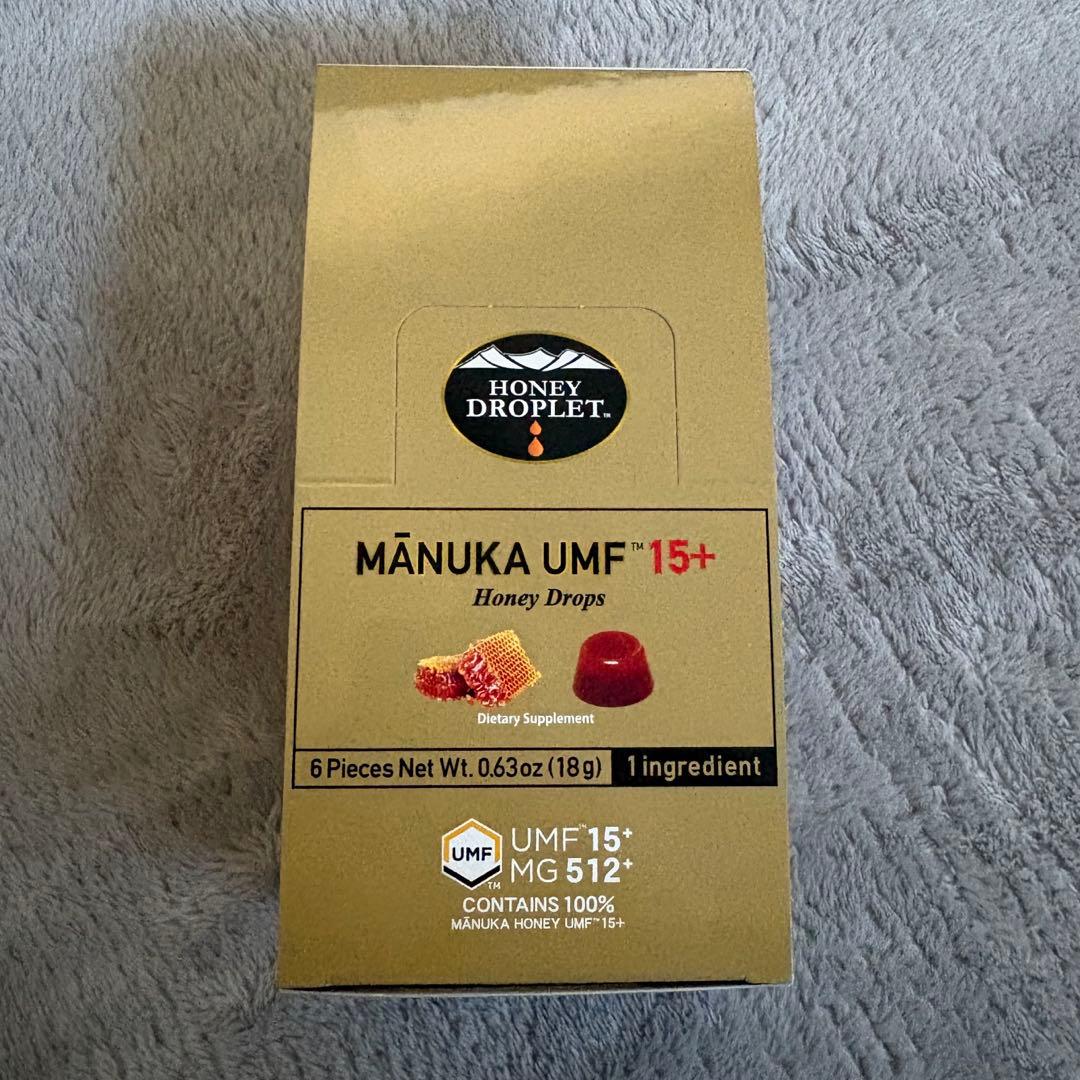 HONEY
DROPLET™
MĀNUKA UMF™ 15+
Honey Drops
Dietary Supplement
6 Pieces Net Wt. 0.63oz (18g) 1 ingredient
UMF™ UMF™ 15+
MG 512+
CONTAINS 100%
MĀNUKA HONEY UMF™ 15+